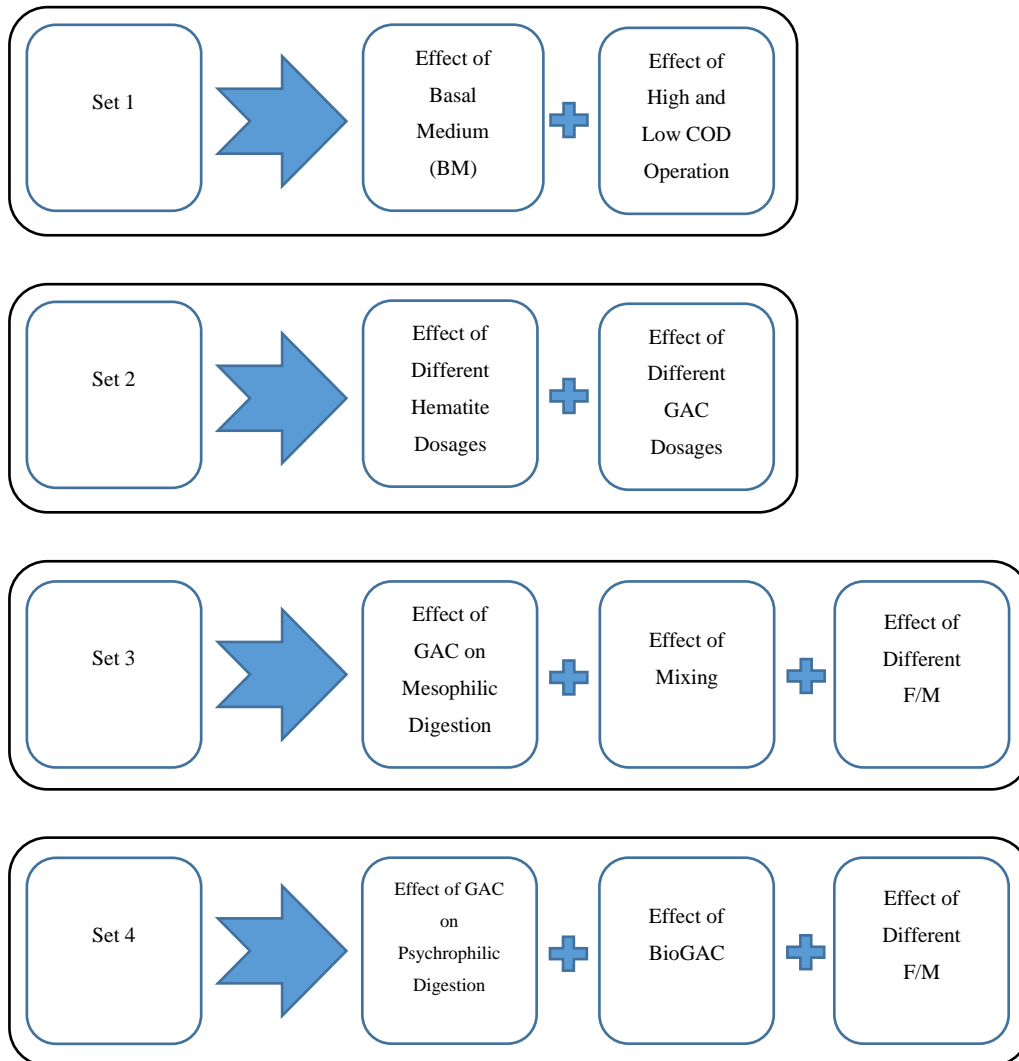 Set 1
Effect of
Basal
Medium
(BM)
Effect of
High and
Low COD
Operation
Set 2
Effect of
Different
Hematite
Dosages
Effect of
Different
GAC
Dosages
Set 3
Effect of
GAC on
Mesophilic
Digestion
Effect of
Mixing
Effect of
Different
F/M
Set 4
Effect of GAC
on
Psychrophilic
Digestion
Effect of
BioGAC
Effect of
Different
F/M